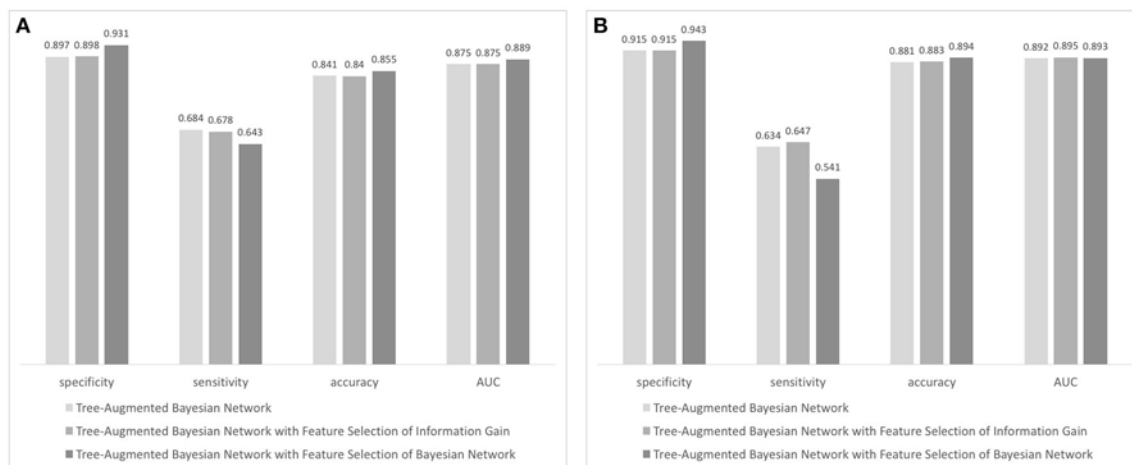 A
0.897 0.898 0.931
0.684 0.678 0.643
0.841 0.84 0.855
0.875 0.875 0.889
specificity sensitivity accuracy AUC
Tree-Augmented Bayesian Network
Tree-Augmented Bayesian Network with Feature Selection of Information Gain
Tree-Augmented Bayesian Network with Feature Selection of Bayesian Network
B
0.915 0.915 0.943
0.634 0.647 0.541
0.881 0.883 0.894
0.892 0.895 0.893
specificity sensitivity accuracy AUC
Tree-Augmented Bayesian Network
Tree-Augmented Bayesian Network with Feature Selection of Information Gain
Tree-Augmented Bayesian Network with Feature Selection of Bayesian Network